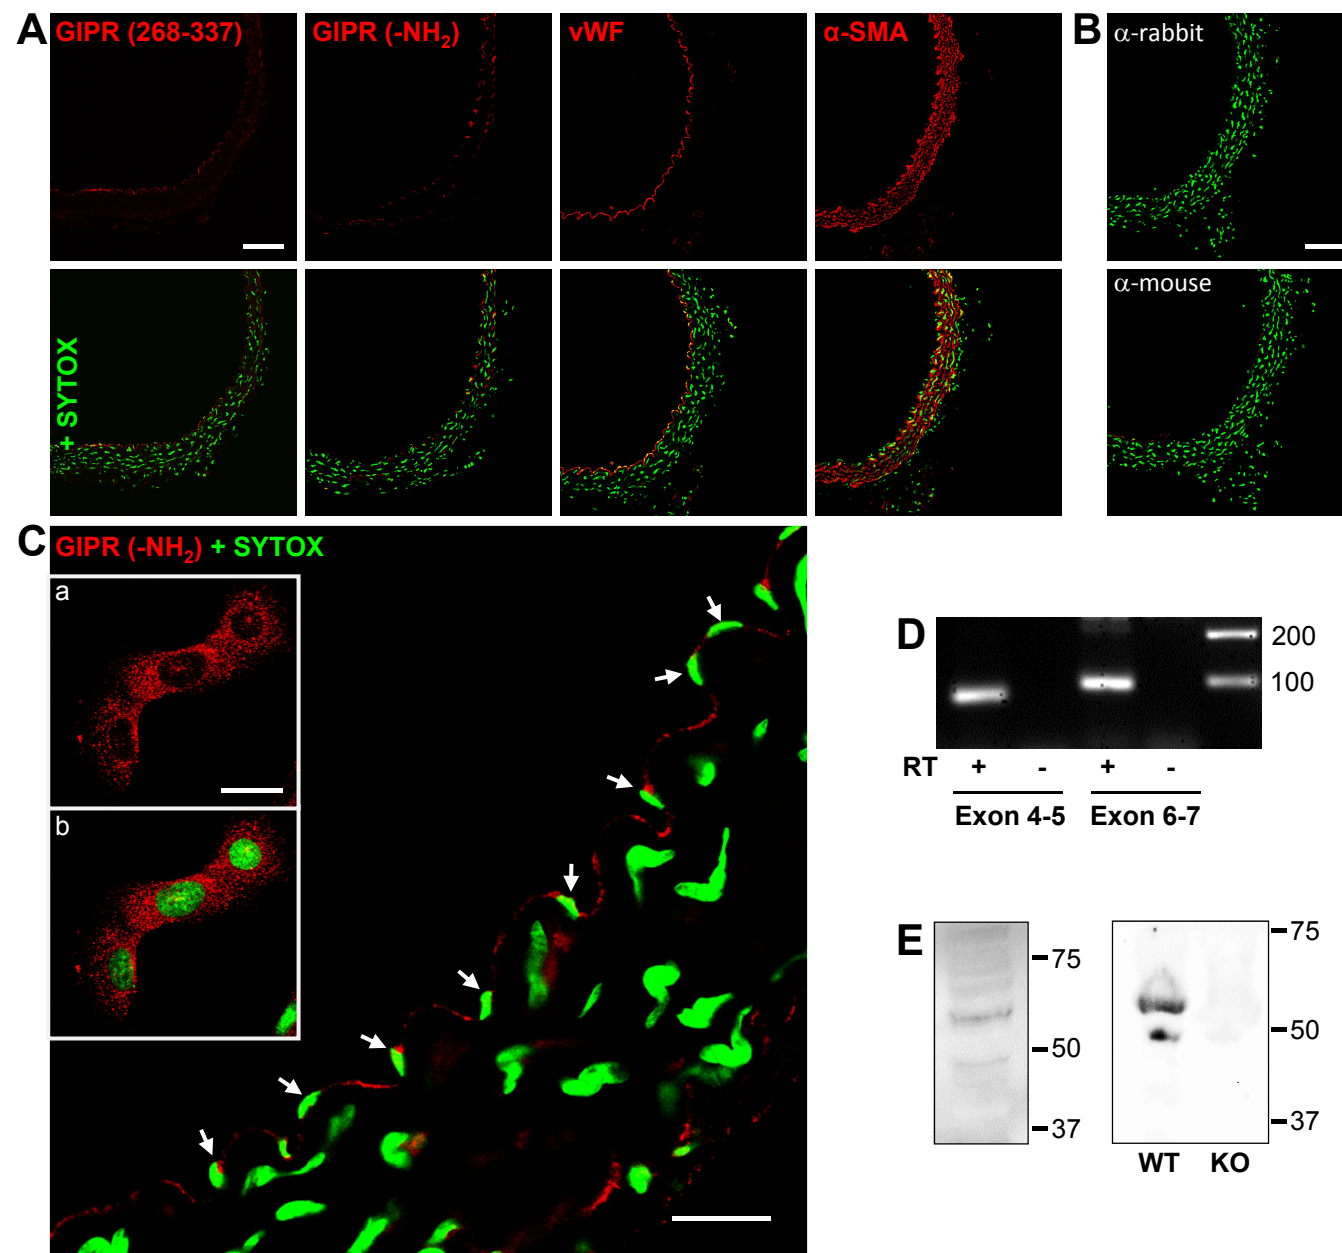 A
GIPR (268-337)
GIPR (-NH₂)
vWF
α-SMA
B
α-rabbit
+ SYTOX
α-mouse
C
GIPR (-NH₂) + SYTOX
a
b
D
200
100
RT + - + -
Exon 4-5 Exon 6-7
E
75
50
37
75
50
37
WT KO